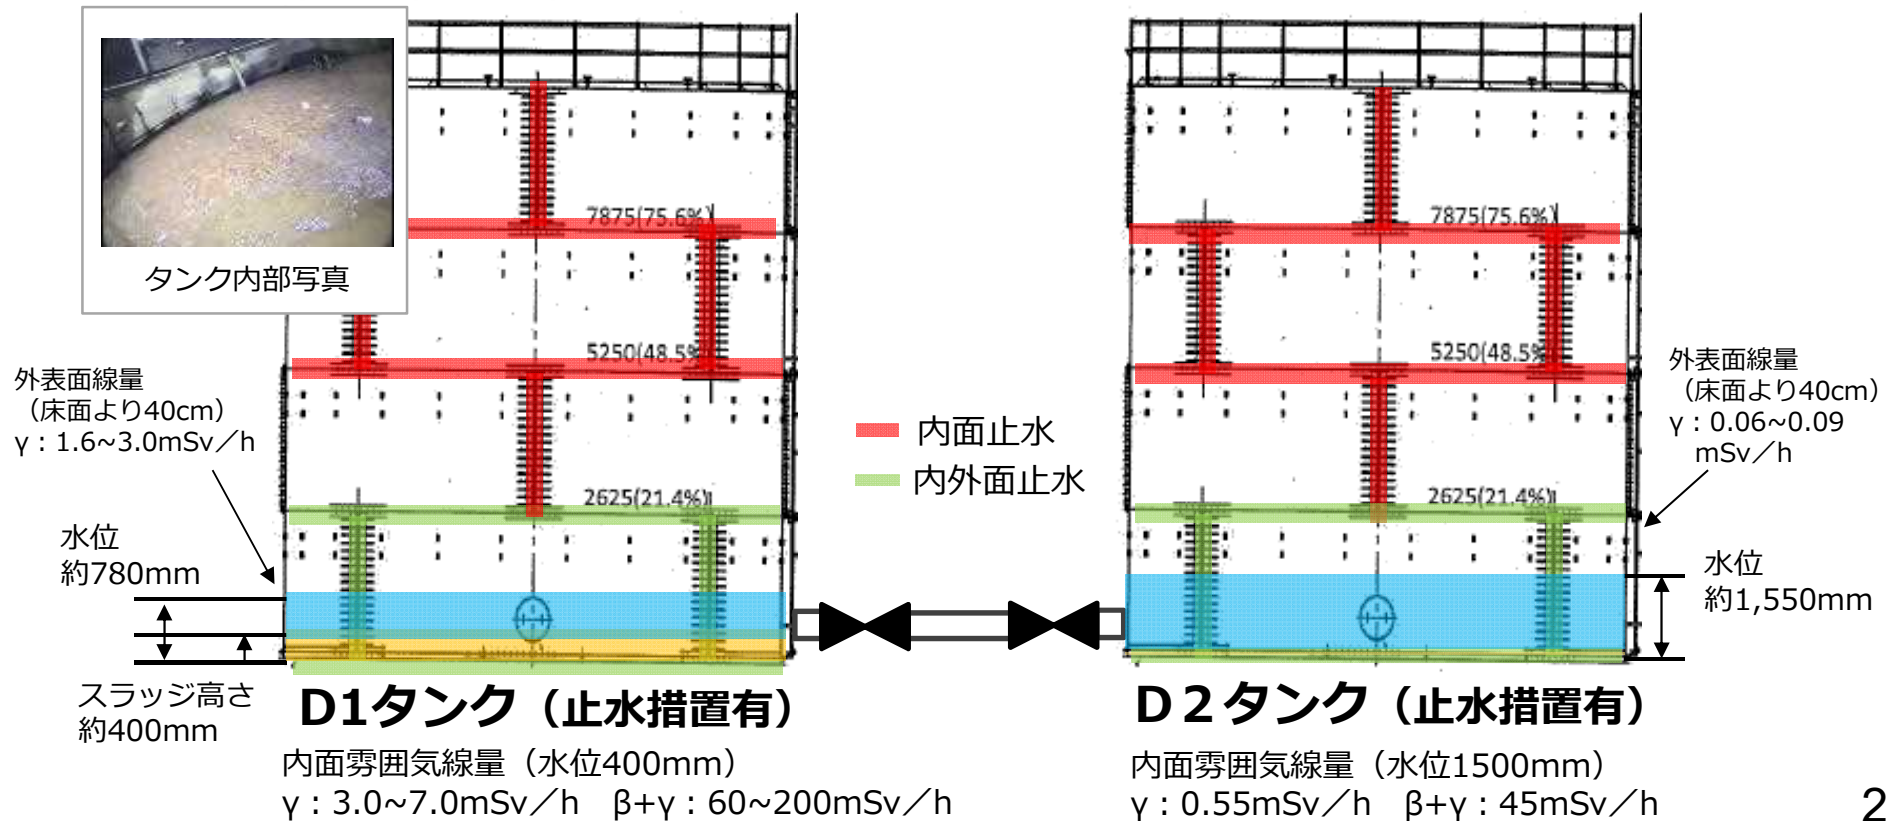 タンク内部写真
7875(75.6%)
5250(48.5%
2625(21.4%)
外表面線量
（床面より40cm）
γ：1.6~3.0mSv／h
水位
約780mm
スラッジ高さ
約400mm
D1タンク（止水措置有）
内面雰囲気線量（水位400mm）
γ：3.0~7.0mSv／h　β+γ：60~200mSv／h
内面止水
内外面止水
7875(75.6%)
5250(48.5%
2625(21.4%)
外表面線量
（床面より40cm）
γ：0.06~0.09
mSv／h
水位
約1,550mm
D２タンク（止水措置有）
内面雰囲気線量（水位1500mm）
γ：0.55mSv／h　β+γ：45mSv／h
2